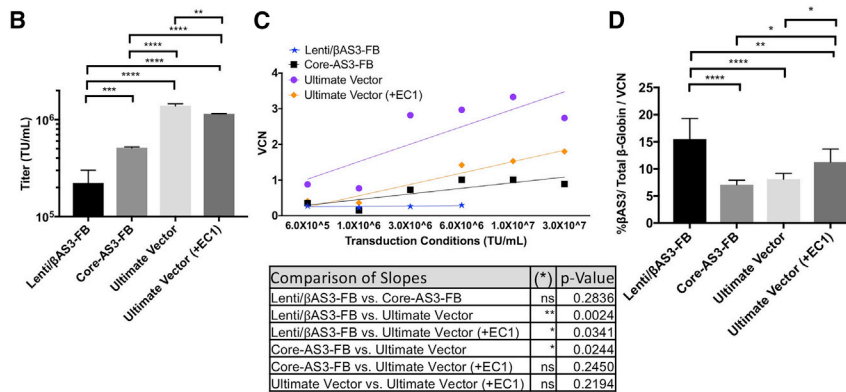 B
**
****
****
****
****
***
10^6
10^5
Titer (TU/mL)
Lenti/βAS3-FB
Core-AS3-FB
Ultimate Vector
Ultimate Vector (+EC1)
C
Lenti/βAS3-FB
Core-AS3-FB
Ultimate Vector
Ultimate Vector (+EC1)
VCN
4
3
2
1
0
6.0X10^5 1.0X10^6 3.0X10^6 6.0X10^6 1.0X10^7 3.0X10^7
Transduction Conditions (TU/mL)
Comparison of Slopes (*) p-Value
Lenti/βAS3-FB vs. Core-AS3-FB ns 0.2836
Lenti/βAS3-FB vs. Ultimate Vector ** 0.0024
Lenti/βAS3-FB vs. Ultimate Vector (+EC1) * 0.0341
Core-AS3-FB vs. Ultimate Vector * 0.0244
Core-AS3-FB vs. Ultimate Vector (+EC1) ns 0.2450
Ultimate Vector vs. Ultimate Vector (+EC1) ns 0.2194
D
*
*
**
****
****
25
20
15
10
5
0
%βAS3/ Total β-Globin / VCN
Lenti/βAS3-FB
Core-AS3-FB
Ultimate Vector
Ultimate Vector (+EC1)